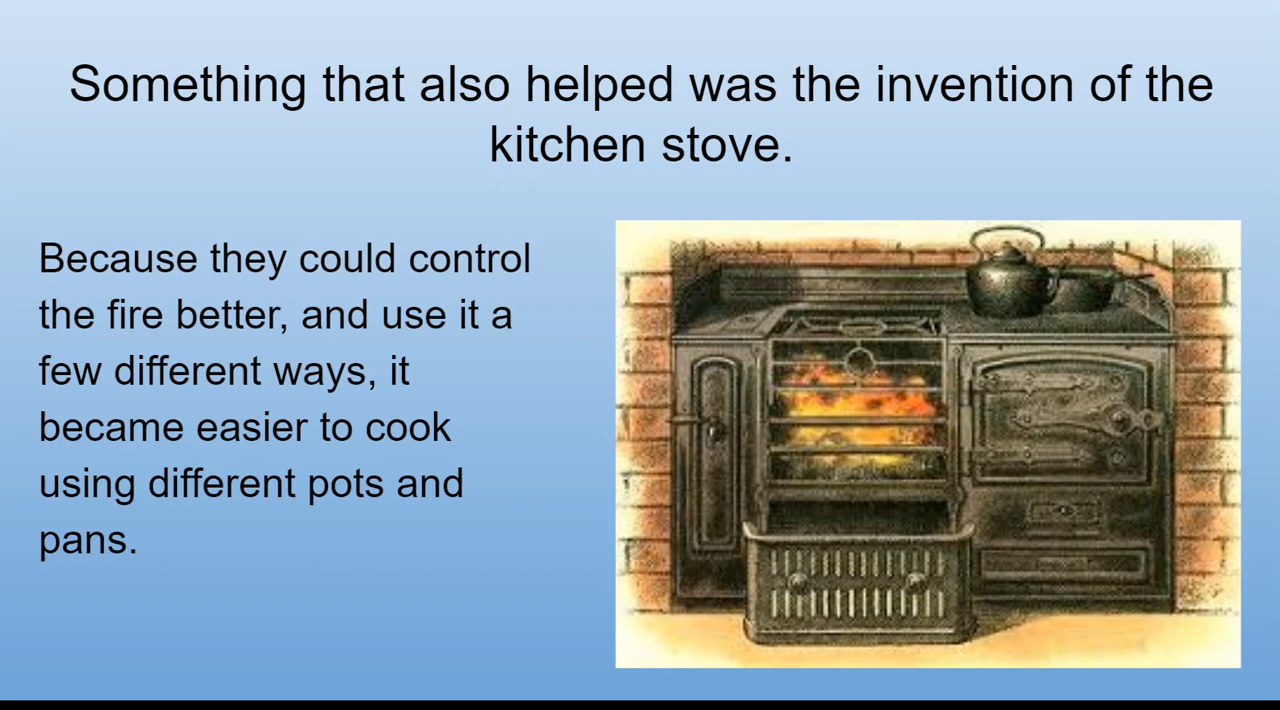 Something that also helped was the invention of the
kitchen stove.
Because they could control
the fire better, and use it a
few different ways, it
became easier to cook
using different pots and
pans.